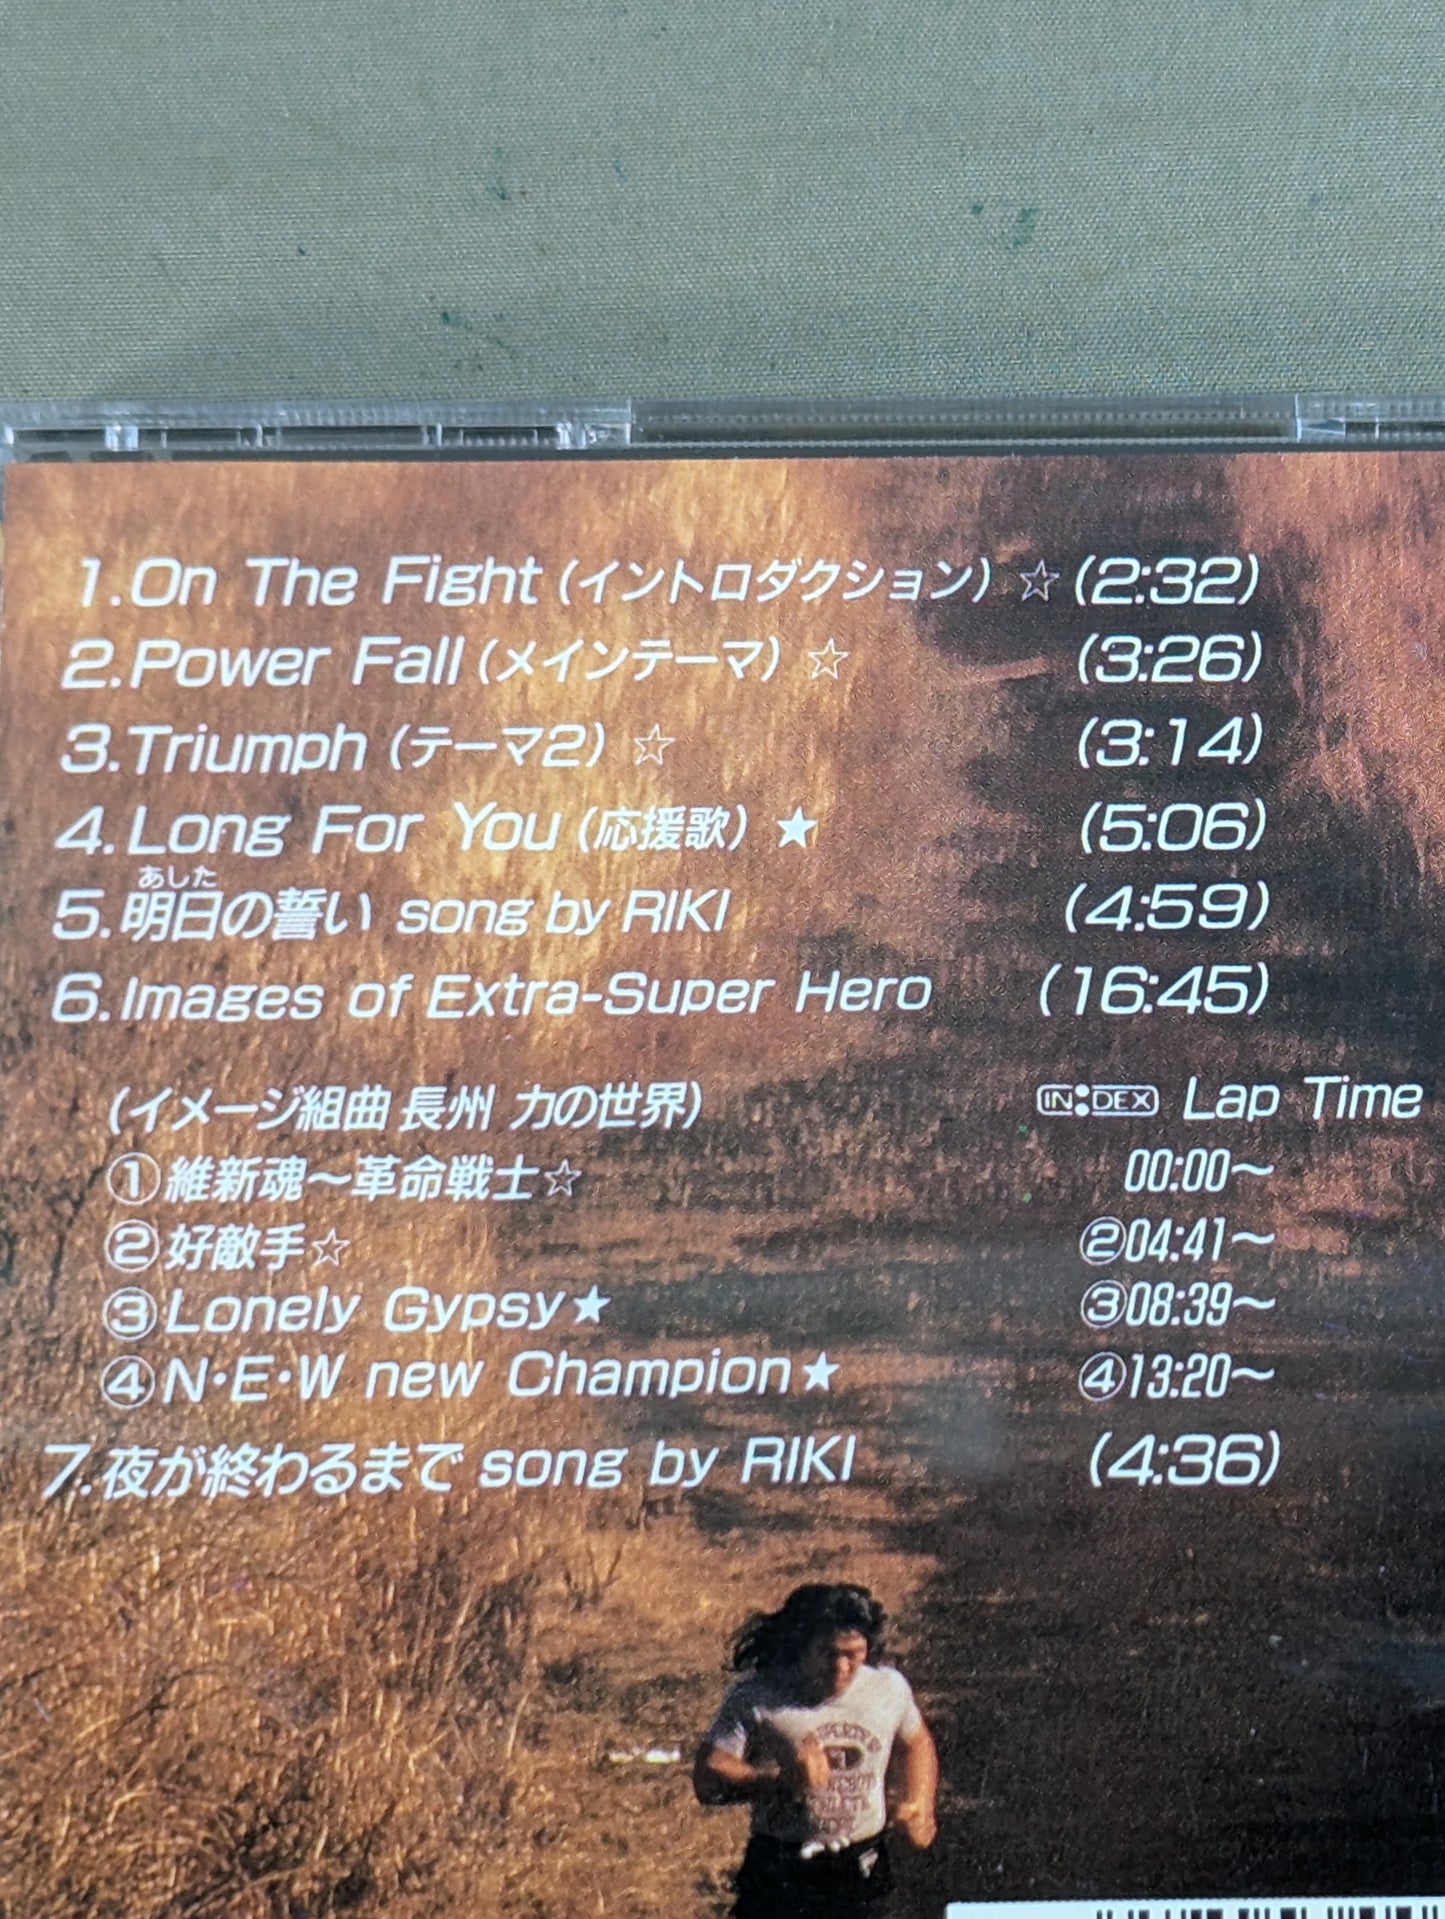 1.On The Fight(イントロダクション) ☆ (2:32)
2.Power Fall(メインテーマ) ☆ (3:26)
3.Triumph(テーマ2) ☆ (3:14)
4.Long For You(応援歌) ★ (5:06)
あした
5.明日の誓い song by RIKI (4:59)
6.Images of Extra-Super Hero (16:45)
(イメージ組曲 長州 力の世界) INDEX Lap Time
①維新魂～革命戦士☆ 00:00～
②好敵手☆ ②04:41～
③Lonely Gypsy★ ③08:39～
④N・E・W new Champion★ ④13:20～
7.夜が終わるまで song by RIKI (4:36)